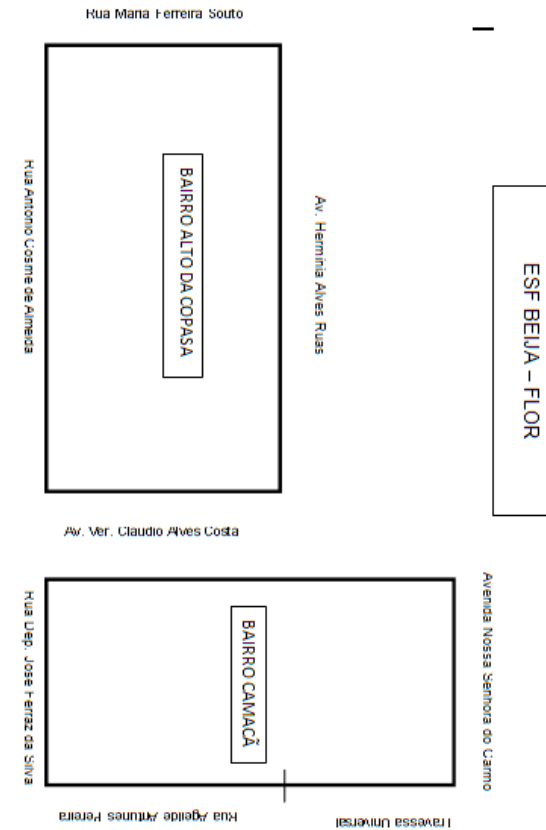 Rua Maria Ferreira Souto
Rua Antonio Cosme de Almeida
BAIRRO ALTO DA COPASA
Av. Herminia Alves Ruas
ESF BEIJA – FLOR
Av. Ver. Claudio Alves Costa
Rua Dep. Jose Ferraz da Silva
BAIRRO CAMACÃ
Avenida Nossa Senhora do Carmo
Rua Agelide Antunes Pereira
Travessa Universal